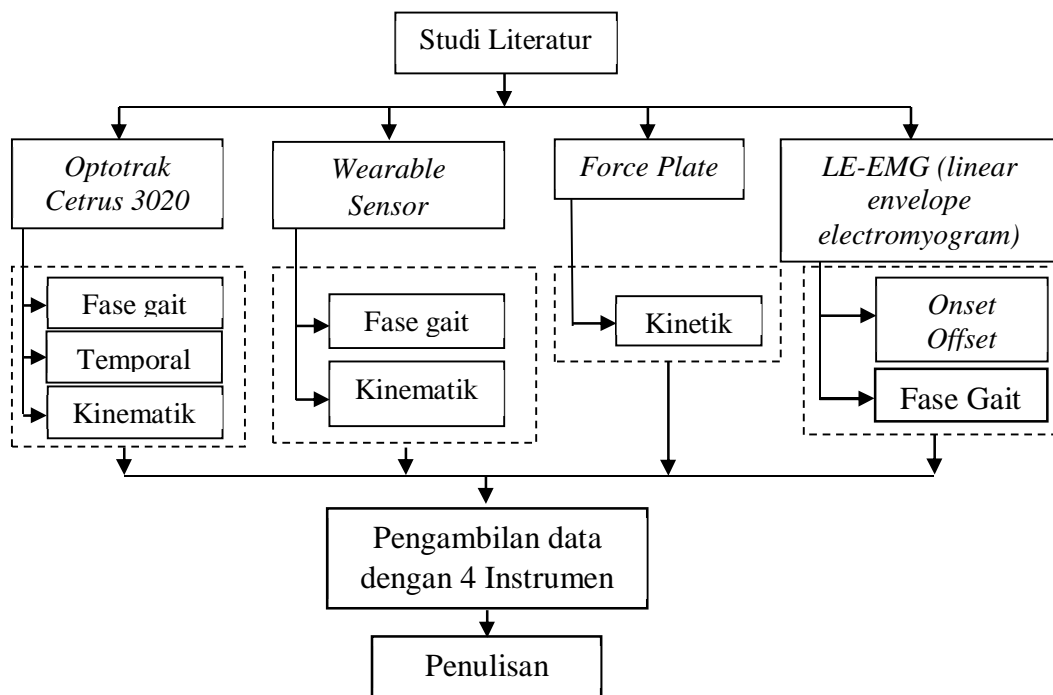 Studi Literatur
Optotrak
Cetrus 3020
Wearable
Sensor
Force Plate
LE-EMG (linear
envelope
electromyogram)
Fase gait
Temporal
Kinematik
Fase gait
Kinematik
Kinetik
Onset
Offset
Fase Gait
Pengambilan data
dengan 4 Instrumen
Penulisan